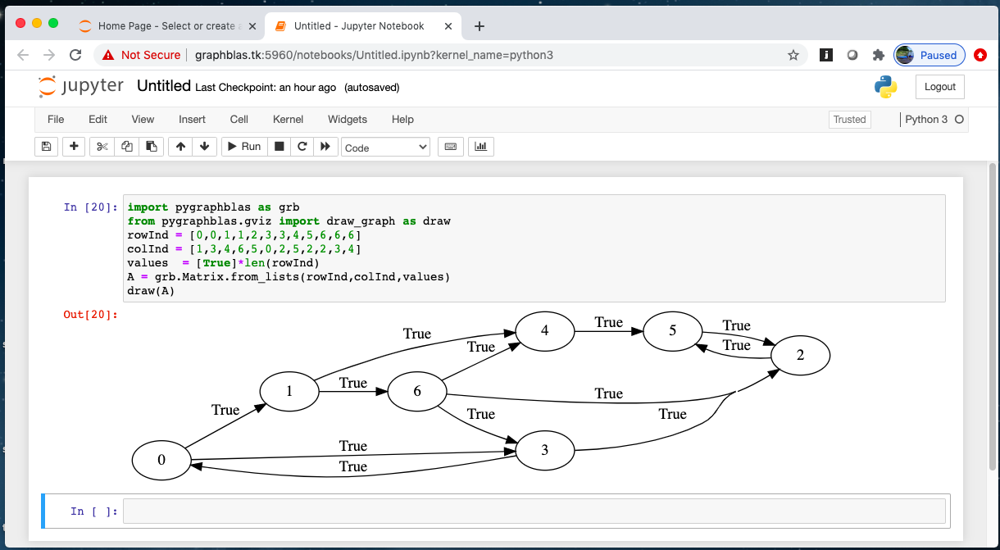 Home Page - Select or create a
Untitled - Jupyter Notebook
Not Secure graphblas.tk:5960/notebooks/Untitled.ipynb?kernel_name=python3
j
Paused
jupyter Untitled Last Checkpoint: an hour ago (autosaved)
Logout
File Edit View Insert Cell Kernel Widgets Help
Trusted
Python 3
Run
Code
In [20]:
import pygraphblas as grb
from pygraphblas.gviz import draw_graph as draw
rowInd = [0,0,1,1,2,3,3,4,5,6,6,6]
colInd = [1,3,4,6,5,0,2,5,2,2,3,4]
values  = [True]*len(rowInd)
A = grb.Matrix.from_lists(rowInd,colInd,values)
draw(A)
Out[20]:
True
4
5
True
True
True
True
2
1
True
6
True
True
True
True
0
True
3
True
In [ ]: